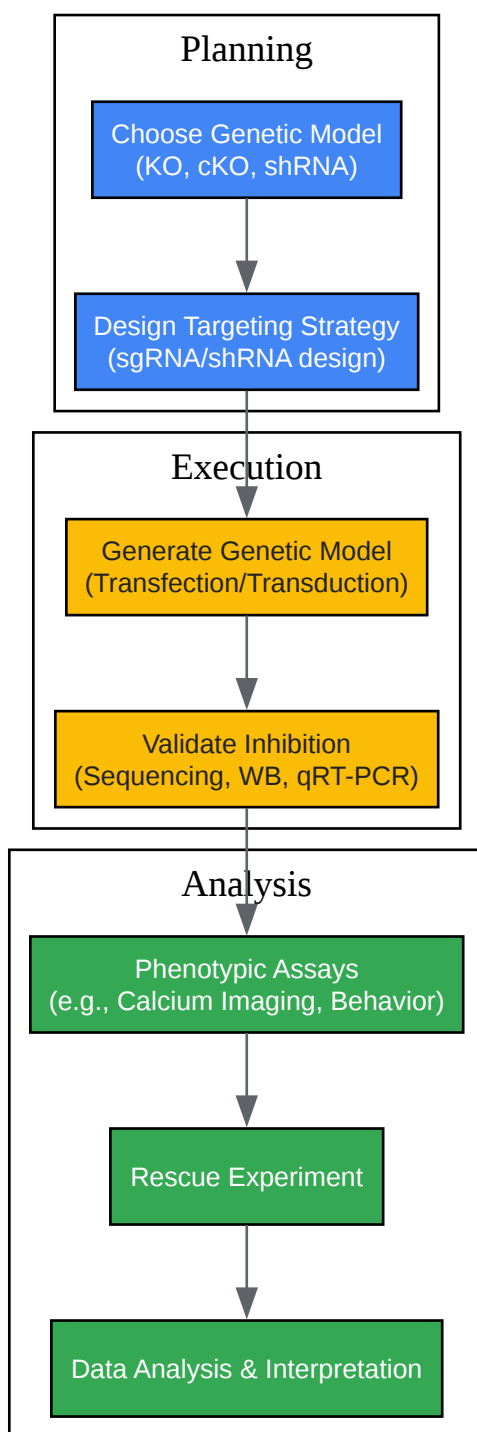 Planning
Choose Genetic Model
(KO, cKO, shRNA)
Design Targeting Strategy
(sgRNA/shRNA design)
Execution
Generate Genetic Model
(Transfection/Transduction)
Validate Inhibition
(Sequencing, WB, qRT-PCR)
Analysis
Phenotypic Assays
(e.g., Calcium Imaging, Behavior)
Rescue Experiment
Data Analysis & Interpretation